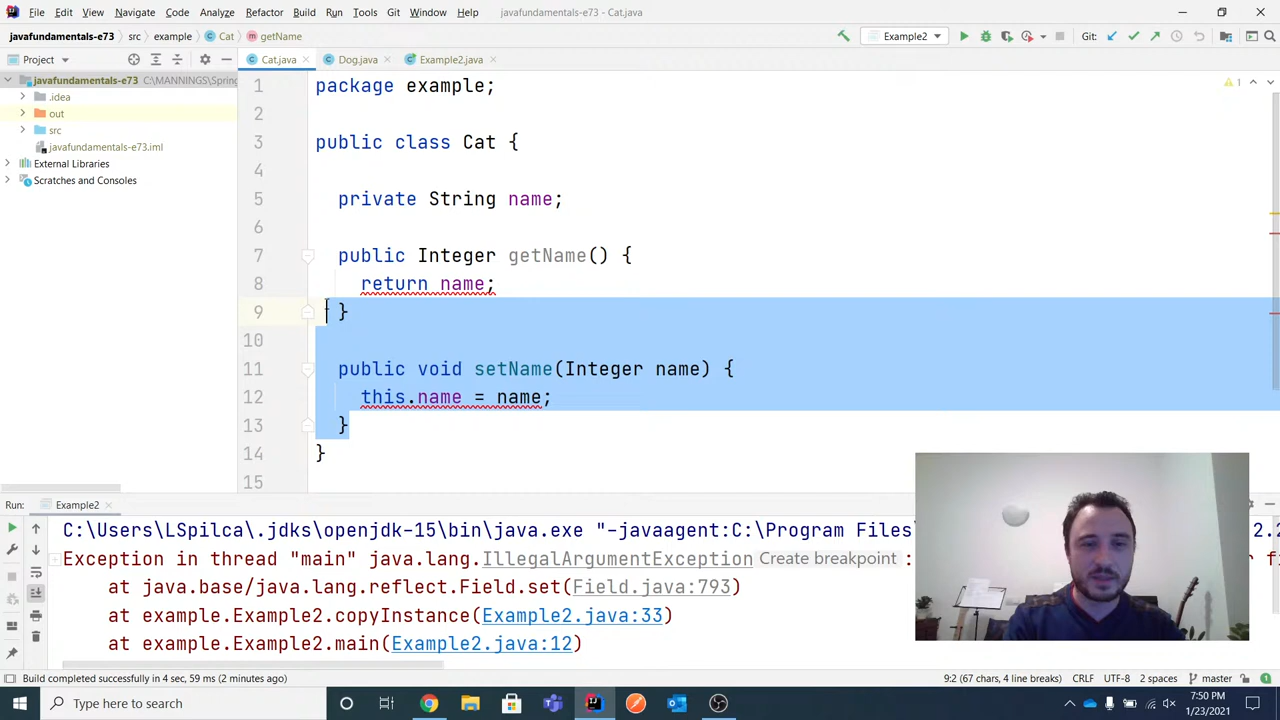 File Edit View Navigate Code Analyze Refactor Build Run Tools Git Window Help javafundamentals-e73 - Cat.java
javafundamentals-e73 src example Cat getName Example2 Git:
Project Cat.java Dog.java Example2.java
javafundamentals-e73 C:\MANNINGS\Spring
.idea
out
src
javafundamentals-e73.iml
External Libraries
Scratches and Consoles
1 package example;
2
3 public class Cat {
4
5 private String name;
6
7 public Integer getName() {
8 return name;
9 }
10
11 public void setName(Integer name) {
12 this.name = name;
13 }
14 }
15
1
Run: Example2
C:\Users\LSpilca\.jdks\openjdk-15\bin\java.exe "-javaagent:C:\Program Files
Exception in thread "main" java.lang.IllegalArgumentException Create breakpoint :
at java.base/java.lang.reflect.Field.set(Field.java:793)
at example.Example2.copyInstance(Example2.java:33)
at example.Example2.main(Example2.java:12)
Build completed successfully in 4 sec, 59 ms (2 minutes ago) 9:2 (67 chars, 4 line breaks) CRLF UTF-8 2 spaces master
Type here to search
7:50 PM
1/23/2021